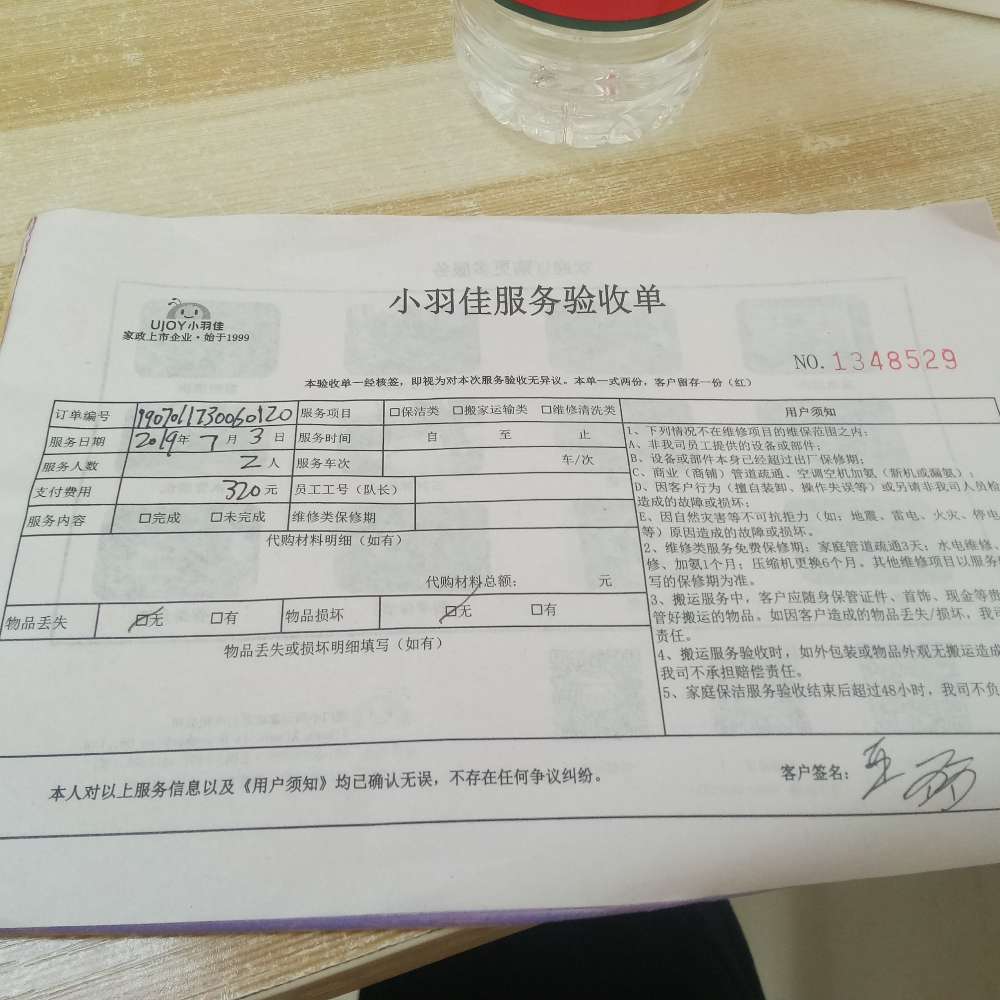 小羽佳服务验收单
UJOY小羽佳
家政上市企业·始于1999
NO. 1348529
本验收单一经核签，即视为对本次服务验收无异议。本单一式两份，客户留存一份（红）
订单编号 1907011730060120 服务项目 □保洁类 □搬家运输类 □维修清洗类
服务日期 2019年 7月 3日 服务时间 自 至 止
服务人数 2人 服务车次 车/次
支付费用 320元 员工工号（队长）
服务内容 □完成 □未完成 维修类保修期
代购材料明细（如有）
代购材料总额： 元
物品丢失 □无 □有 物品损坏 □无 □有
物品丢失或损坏明细填写（如有）
用户须知
1、下列情况不在维修项目的维保范围之内：
A、非我司员工提供的设备或部件；
B、设备或部件本身已经超过出厂保修期；
C、商业（商铺）管道疏通、空调空机加氨（新机或漏氨）；
D、因客户行为（擅自装卸、操作失误等）或另请非我司人员检
造成的故障或损坏；
E、因自然灾害等不可抗拒力（如：地震、雷电、火灾、停电
等）原因造成的故障或损坏。
2、维修类服务免费保修期：家庭管道疏通3天；水电维修、
修、加氨1个月；压缩机更换6个月。其他维修项目以服务
写的保修期为准。
3、搬运服务中，客户应随身保管证件、首饰、现金等贵
管好搬运的物品。如因客户造成的物品丢失/损坏，我司
责任。
4、搬运服务验收时，如外包装或物品外观无搬运造成
我司不承担赔偿责任。
5、家庭保洁服务验收结束后超过48小时，我司不负
本人对以上服务信息以及《用户须知》均已确认无误，不存在任何争议纠纷。
客户签名：